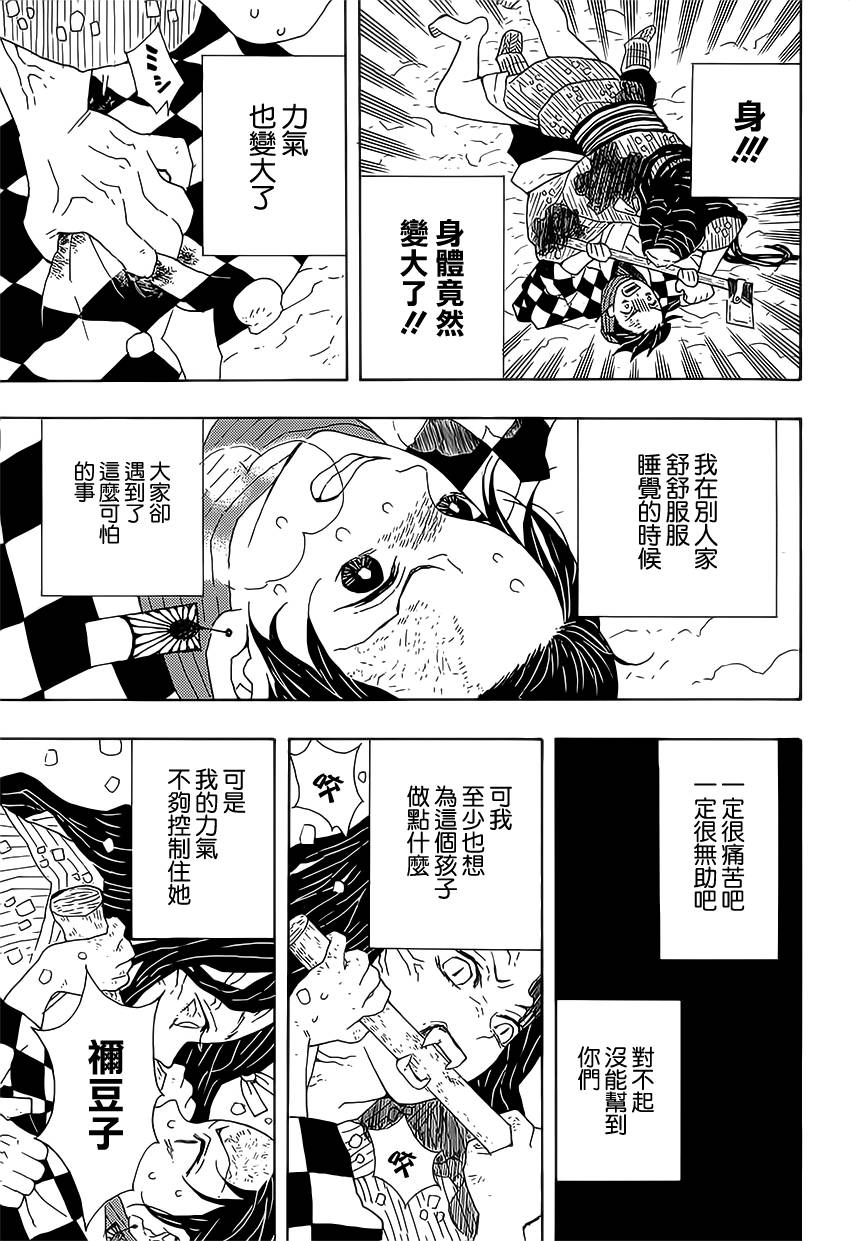 身!!!
身體竟然
變大了!!
力氣
也變大了
我在別人家
舒舒服服
睡覺的時候
大家卻
遇到了
這麼可怕
的事
一定很痛苦吧
一定很無助吧
對不起
沒能幫到
你們
可我
至少也想
為這個孩子
做點什麼
可是
我的力氣
不夠控制住她
禰豆子